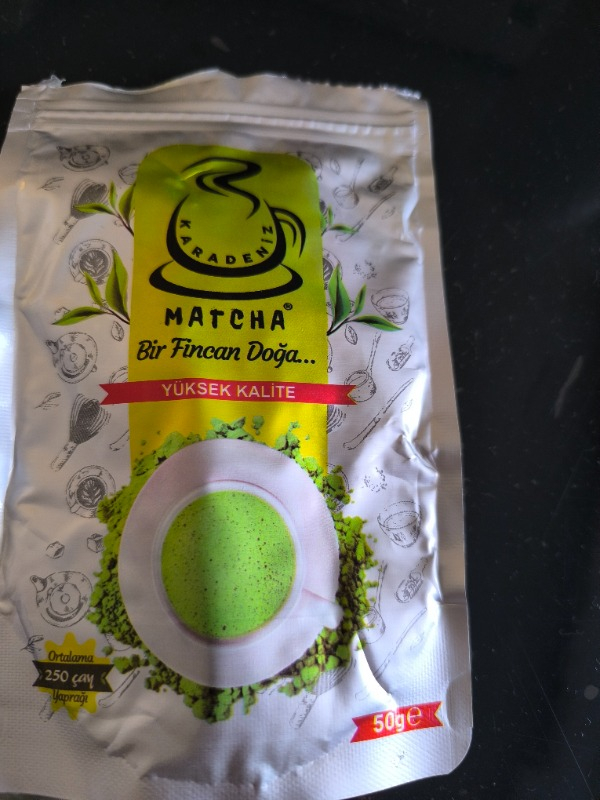 KARADENİZ
MATCHA®
Bir Fincan Doğa...
YÜKSEK KALİTE
Ortalama
250 çay
Yaprağı
50g℮